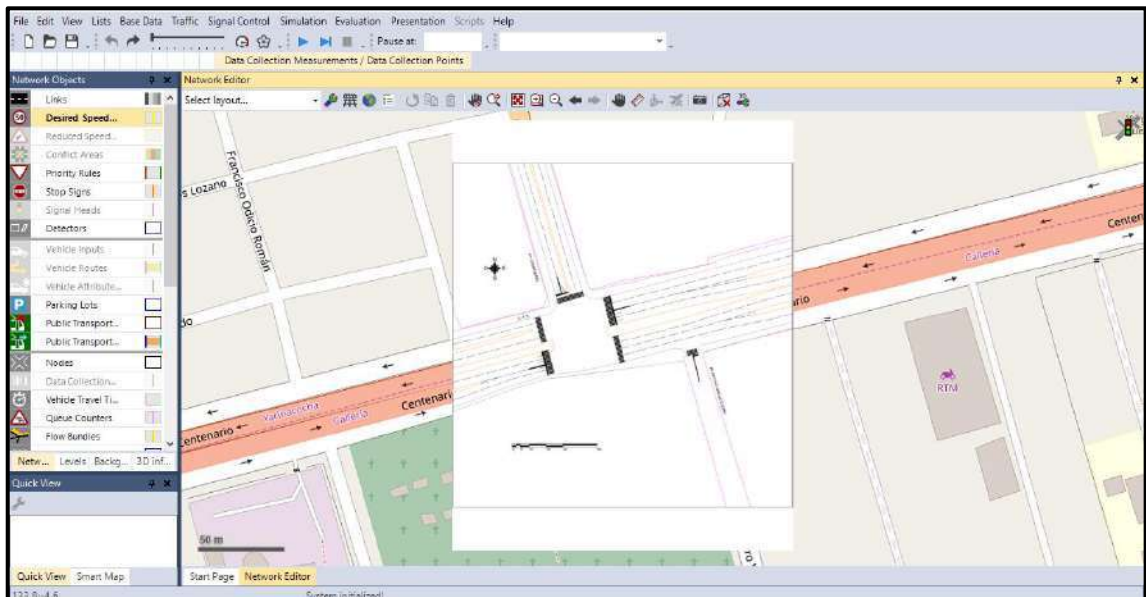 File Edit View Lists Base Data Traffic Signal Control Simulation Evaluation Presentation Scripts Help
Pause at:
Data Collection Measurements / Data Collection Points
Network Objects
Network Editor
Links
Select layout...
Desired Speed...
Reduced Speed...
Conflict Areas
Priority Rules
Stop Signs
Signal Heads
Detectors
Vehicle Inputs
Vehicle Routes
Vehicle Attribute...
Parking Lots
Public Transport...
Public Transport...
Nodes
Data Collection...
Vehicle Travel Ti...
Queue Counters
Flow Bundles
Netw... Levels Backg... 3D inf...
Quick View
Quick View Smart Map
s Lozano
Francisco Odicio Román
do
Centenario
Yarinacocha
Callería
Centenario
Callería
Centen
ario
RTM
50 m
Start Page Network Editor
System initialized!